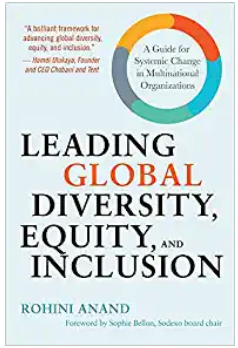 "A brilliant framework for
advancing global diversity,
equity, and inclusion."
— Hamdi Ulukaya, Founder
and CEO Chobani and Tent
A Guide for
Systemic Change in
Multinational
Organizations
LEADING
GLOBAL
DIVERSITY,
EQUITY, AND
INCLUSION
ROHINI ANAND
Foreword by Sophie Bellon, Sodexo board chair